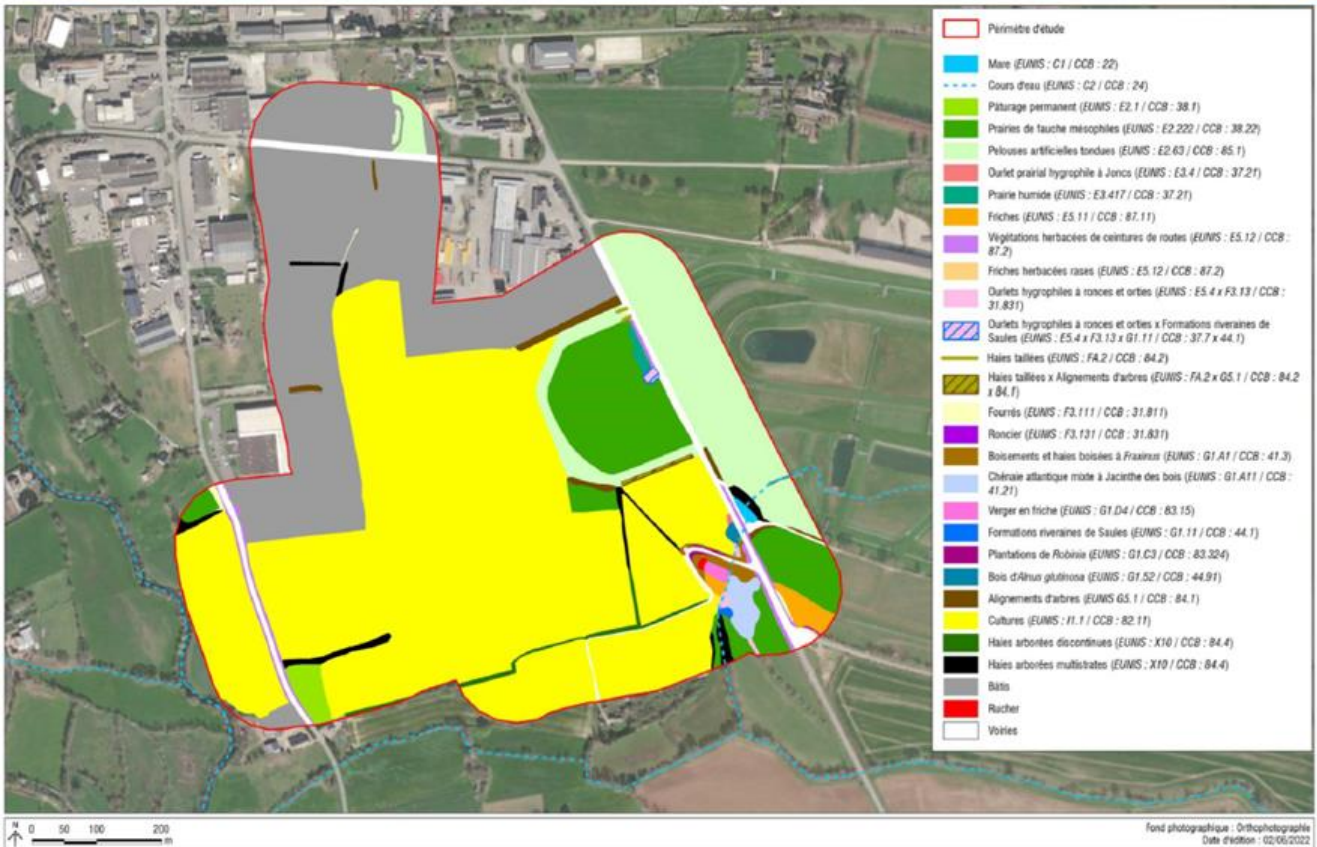 Périmètre d'étude
Mare (EUNIS : C1 / CCB : 22)
Cours d'eau (EUNIS : C2 / CCB : 24)
Pâturage permanent (EUNIS : E2.1 / CCB : 38.1)
Prairies de fauche mésophiles (EUNIS : E2.222 / CCB : 38.22)
Pelouses artificielles tondues (EUNIS : E2.63 / CCB : 85.1)
Ourlet prairial hygrophile à Joncs (EUNIS : E3.4 / CCB : 37.21)
Prairie humide (EUNIS : E3.417 / CCB : 37.21)
Friches (EUNIS : E5.11 / CCB : 87.11)
Végétations herbacées de ceintures de routes (EUNIS : E5.12 / CCB :
87.2)
Friches herbacées rases (EUNIS : E5.12 / CCB : 87.2)
Ourlets hygrophiles à ronces et orties (EUNIS : E5.4 x F3.13 / CCB :
31.831)
Ourlets hygrophiles à ronces et orties x Formations riveraines de
Saules (EUNIS : E5.4 x F3.13 x G1.11 / CCB : 37.7 x 44.1)
Haies taillées (EUNIS : FA.2 / CCB : 84.2)
Haies taillées x Alignements d'arbres (EUNIS : FA.2 x G5.1 / CCB : 84.2
x 84.1)
Fourrés (EUNIS : F3.111 / CCB : 31.811)
Roncier (EUNIS : F3.131 / CCB : 31.831)
Boisements et haies boisées à Fraxinus (EUNIS : G1.A1 / CCB : 41.3)
Chênaie atlantique mixte à Jacinthe des bois (EUNIS : G1.A11 / CCB :
41.21)
Verger en friche (EUNIS : G1.D4 / CCB : 83.15)
Formations riveraines de Saules (EUNIS : G1.11 / CCB : 44.1)
Plantations de Robinie (EUNIS : G1.C3 / CCB : 83.324)
Bois d'Alnus glutinosa (EUNIS : G1.52 / CCB : 44.91)
Alignements d'arbres (EUNIS G5.1 / CCB : 84.1)
Cultures (EUNIS : I1.1 / CCB : 82.11)
Haies arborées discontinues (EUNIS : X10 / CCB : 84.4)
Haies arborées multistrates (EUNIS : X10 / CCB : 84.4)
Bâtis
Rucher
Voiries
N 0 50 100 200
m
Fond photographique : Orthophotographie
Date d'édition : 02/06/2022